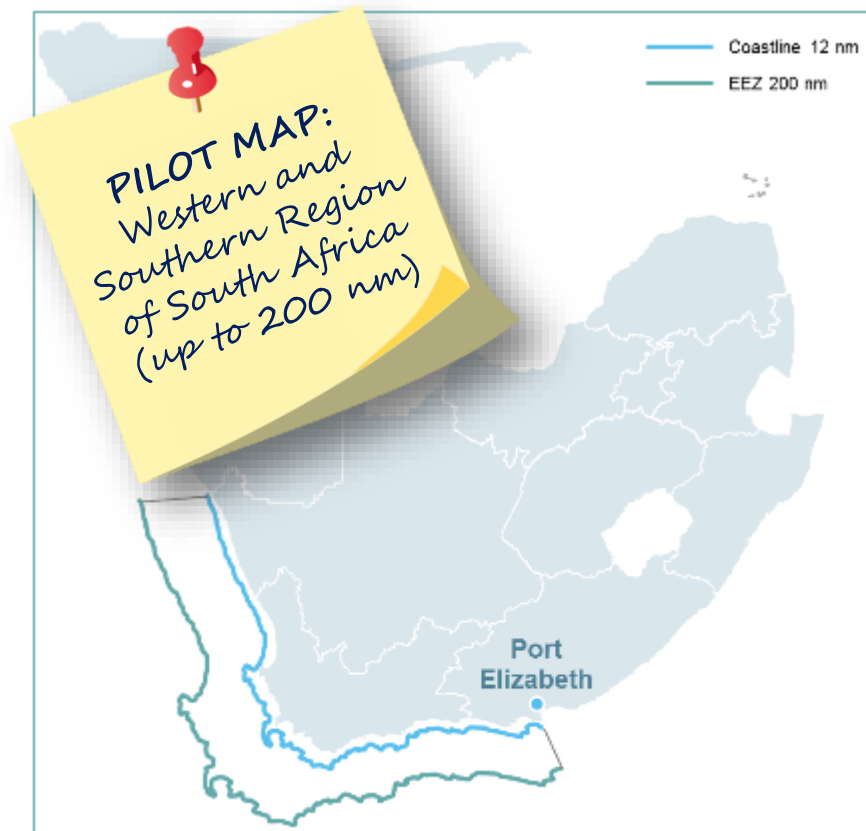 Coastline 12 nm
EEZ 200 nm
PILOT MAP:
Western and
Southern Region
of South Africa
(up to 200 nm)
Port
Elizabeth